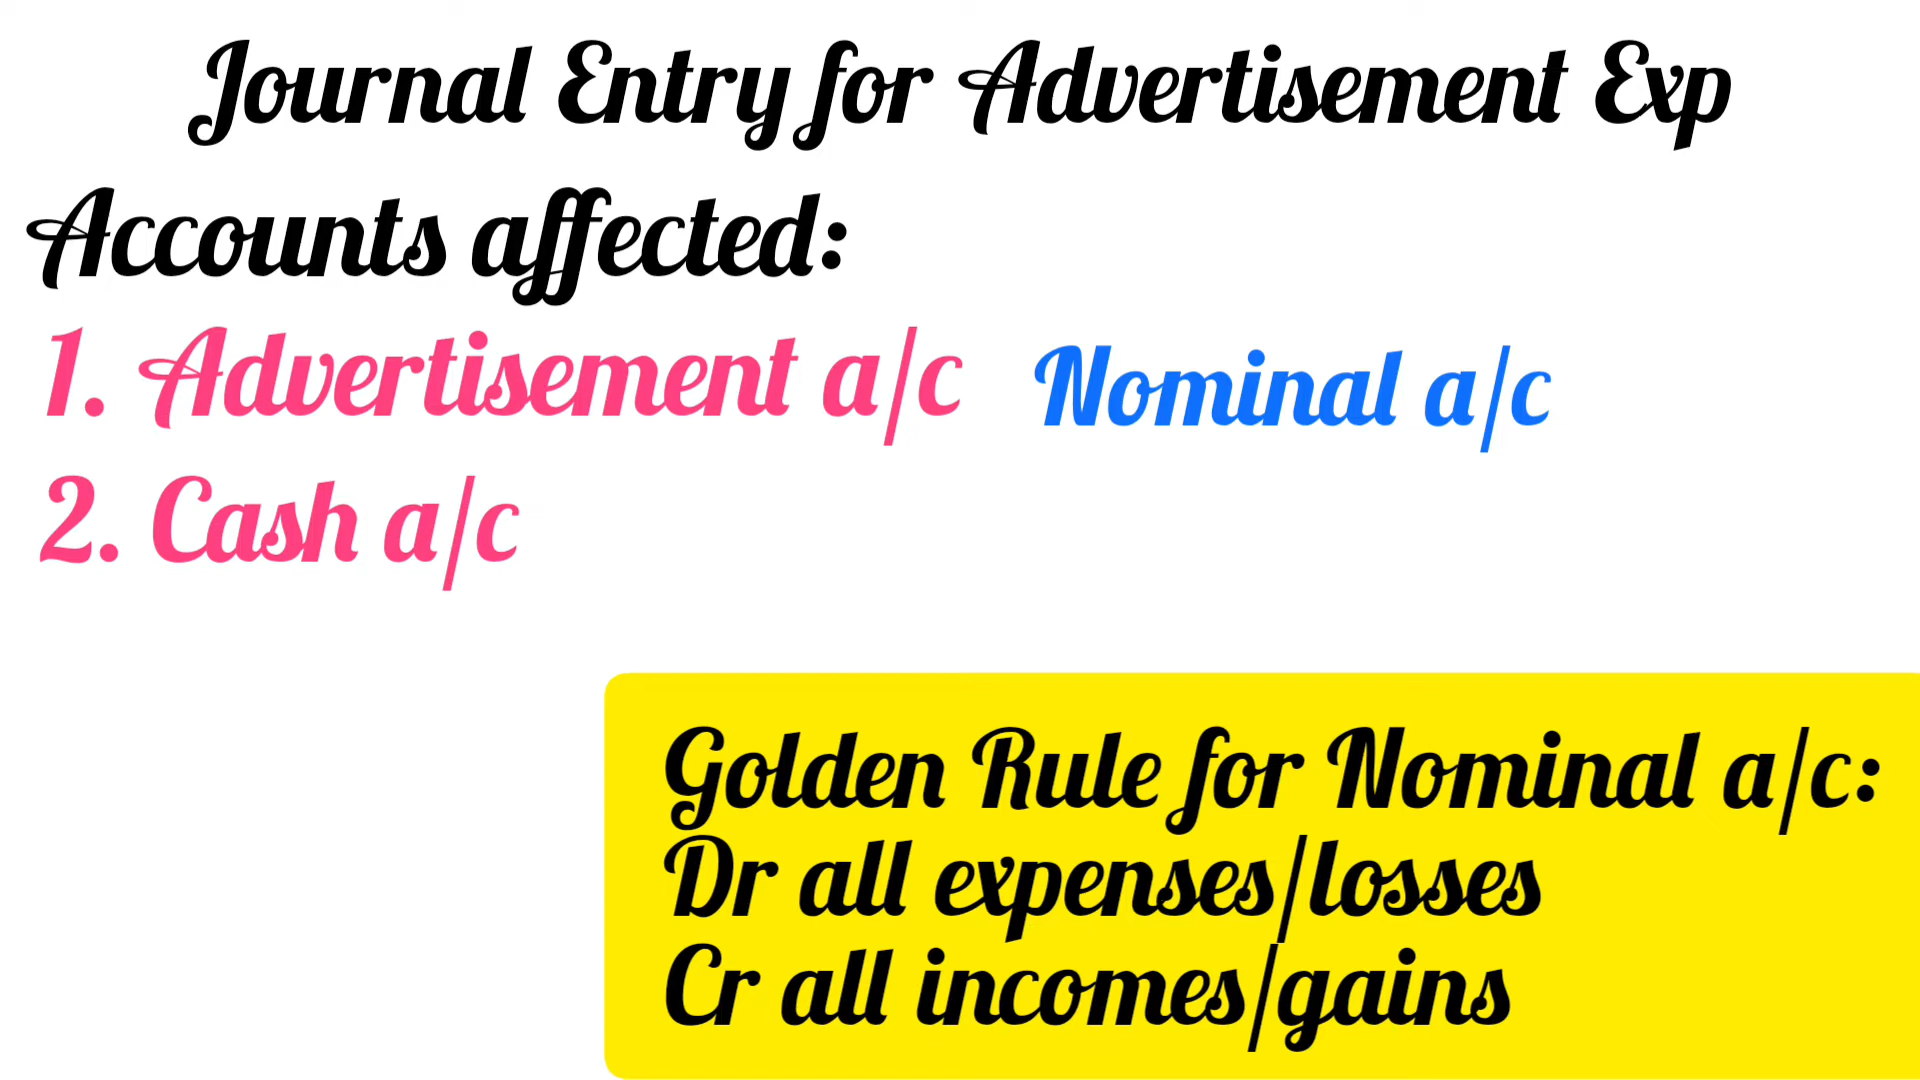 Journal Entry for Advertisement Exp
Accounts affected:
1. Advertisement a/c Nominal a/c
2. Cash a/c
Golden Rule for Nominal a/c:
Dr all expenses/losses
Cr all incomes/gains